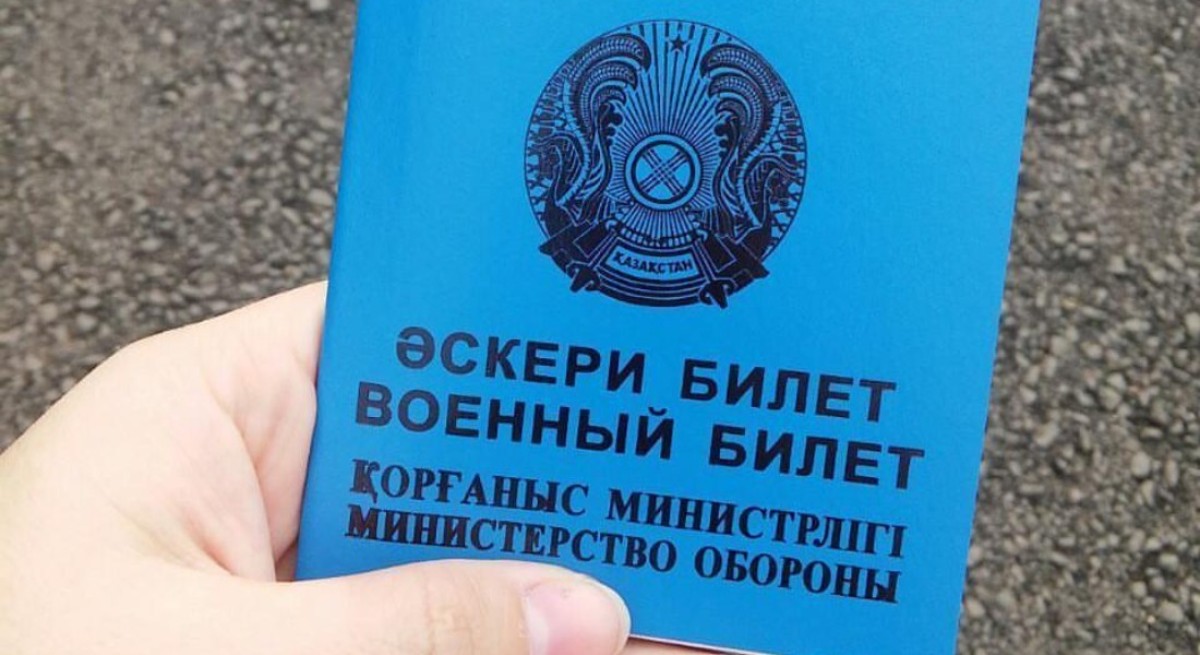 ҚАЗАҚСТАН
ӘСКЕРИ БИЛЕТ
ВОЕННЫЙ БИЛЕТ
ҚОРҒАНЫС МИНИСТРЛІГІ
МИНИСТЕРСТВО ОБОРОНЫ